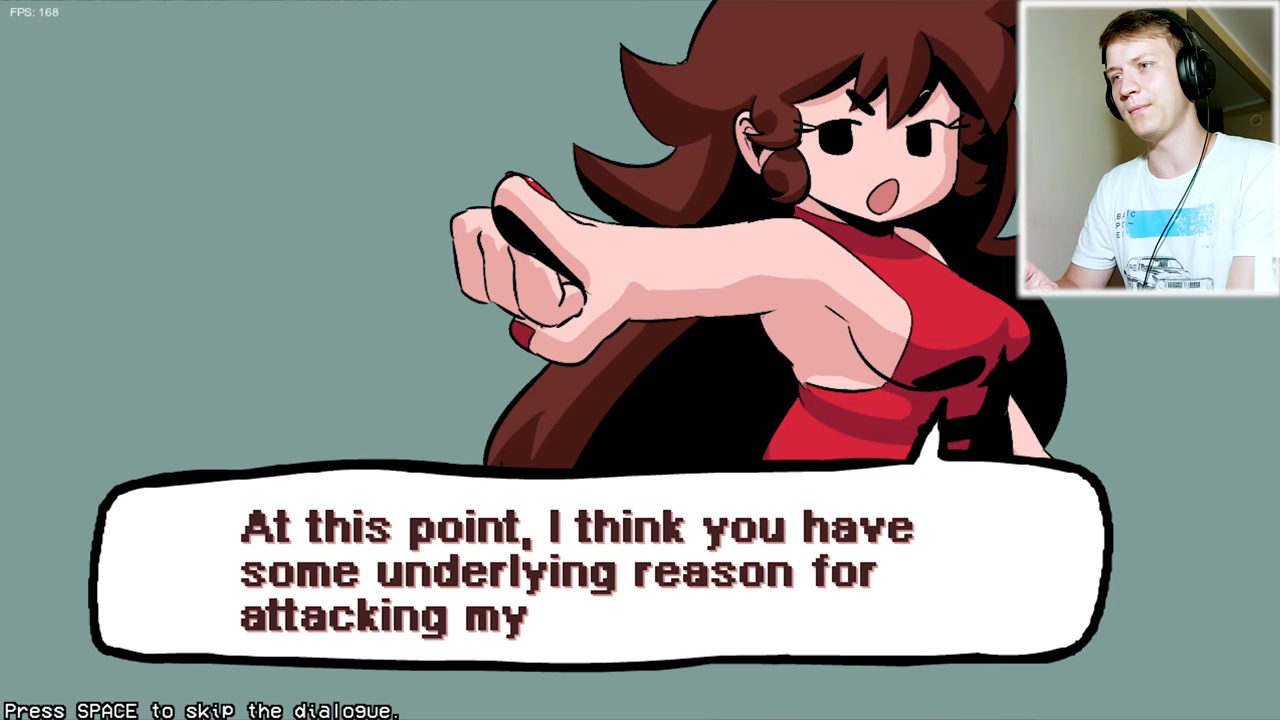 FPS: 168
At this point, I think you have
some underlying reason for
attacking my
Press SPACE to skip the dialogue.